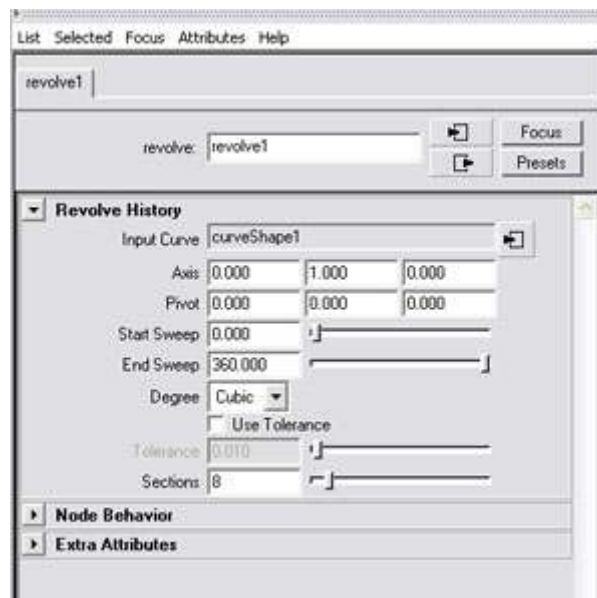 List Selected Focus Attributes Help
revolve1
revolve: revolve1 Focus
Presets
Revolve History
Input Curve curveShape1
Axis 0.000 1.000 0.000
Pivot 0.000 0.000 0.000
Start Sweep 0.000
End Sweep 360.000
Degree Cubic
Use Tolerance
Tolerance 0.010
Sections 8
Node Behavior
Extra Attributes